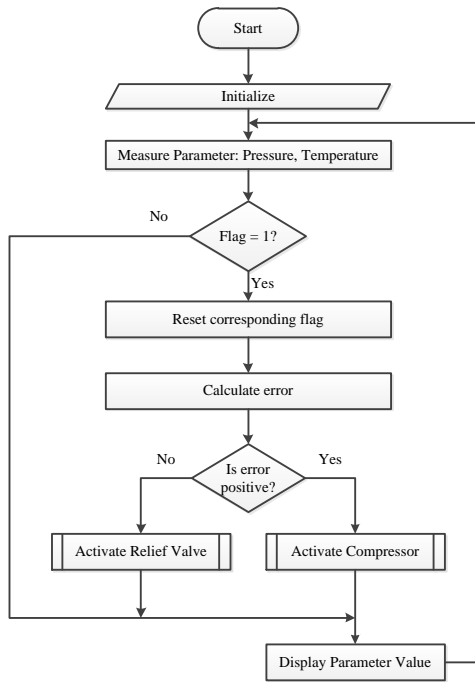 Start
Initialize
Measure Parameter: Pressure, Temperature
No
Flag = 1?
Yes
Reset corresponding flag
Calculate error
No
Yes
Is error
positive?
Activate Relief Valve
Activate Compressor
Display Parameter Value